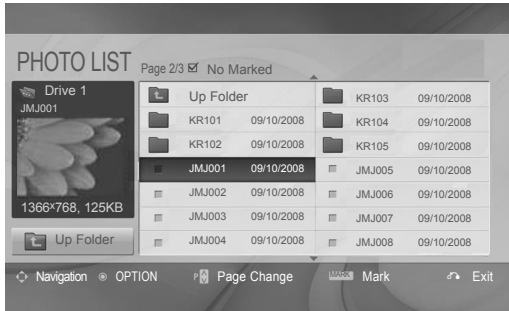 PHOTO LIST
Page 2/3 No Marked
Drive 1
JMJ001
1366x768, 125KB
Up Folder
Up Folder
KR101 09/10/2008
KR102 09/10/2008
JMJ001 09/10/2008
JMJ002 09/10/2008
JMJ003 09/10/2008
JMJ004 09/10/2008
KR103 09/10/2008
KR104 09/10/2008
KR105 09/10/2008
JMJ005 09/10/2008
JMJ006 09/10/2008
JMJ007 09/10/2008
JMJ008 09/10/2008
Navigation OPTION P Page Change MARK Mark Exit